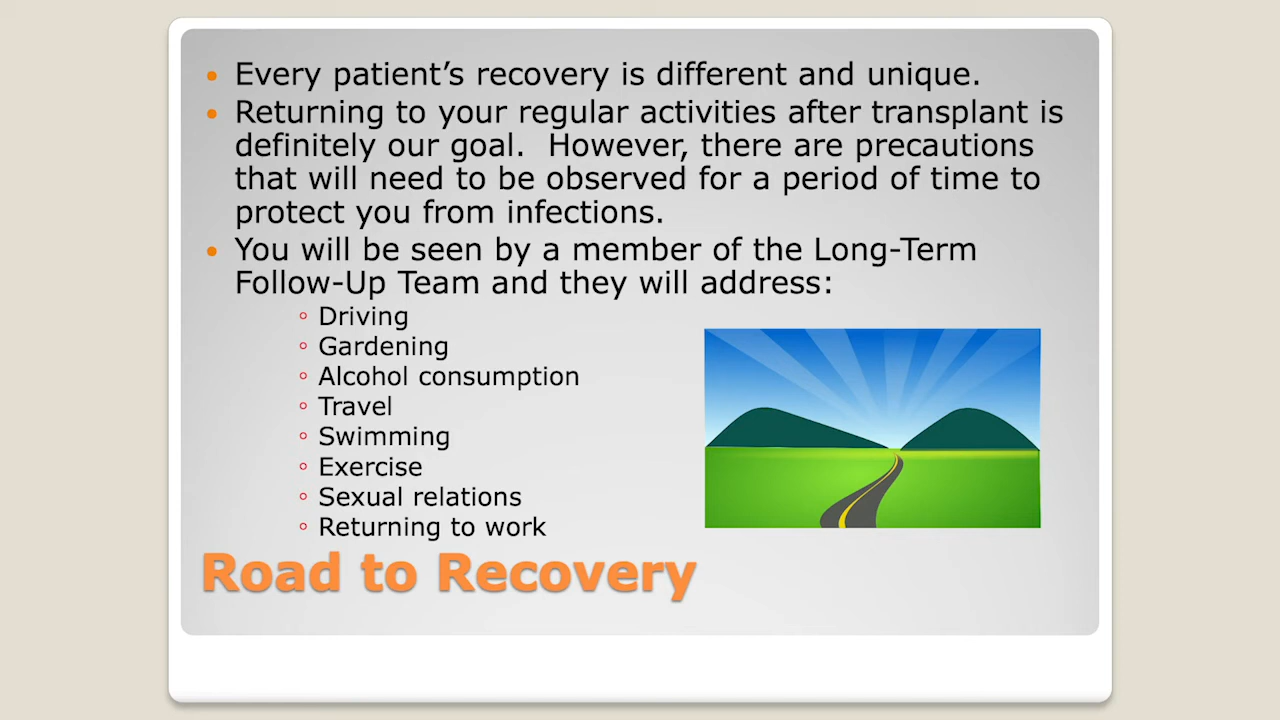 Every patient’s recovery is different and unique.
Returning to your regular activities after transplant is
definitely our goal.  However, there are precautions
that will need to be observed for a period of time to
protect you from infections.
You will be seen by a member of the Long-Term
Follow-Up Team and they will address:
Driving
Gardening
Alcohol consumption
Travel
Swimming
Exercise
Sexual relations
Returning to work
Road to Recovery